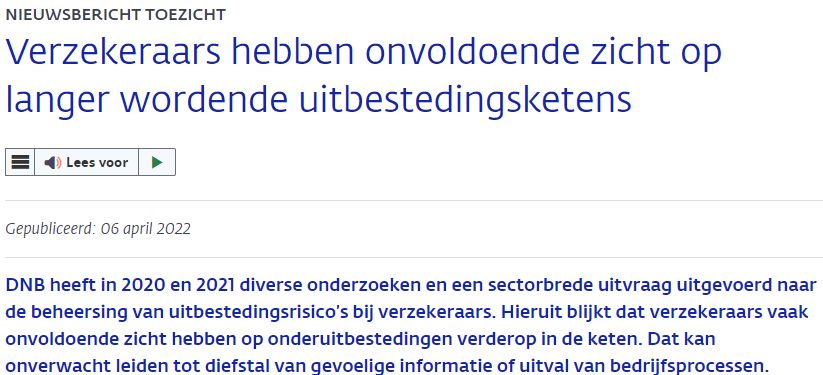 NIEUWSBERICHT TOEZICHT
Verzekeraars hebben onvoldoende zicht op
langer wordende uitbestedingsketens
Lees voor
Gepubliceerd: 06 april 2022
DNB heeft in 2020 en 2021 diverse onderzoeken en een sectorbrede uitvraag uitgevoerd naar
de beheersing van uitbestedingsrisico's bij verzekeraars. Hieruit blijkt dat verzekeraars vaak
onvoldoende zicht hebben op onderuitbestedingen verderop in de keten. Dat kan
onverwacht leiden tot diefstal van gevoelige informatie of uitval van bedrijfsprocessen.